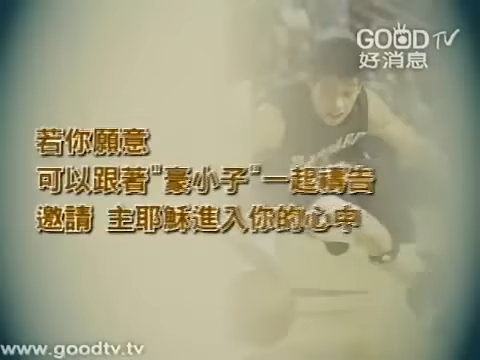 GOOD TV
好消息
若你願意
可以跟著"豪小子"一起禱告
邀請 主耶穌進入你的心中
www.goodtv.tv